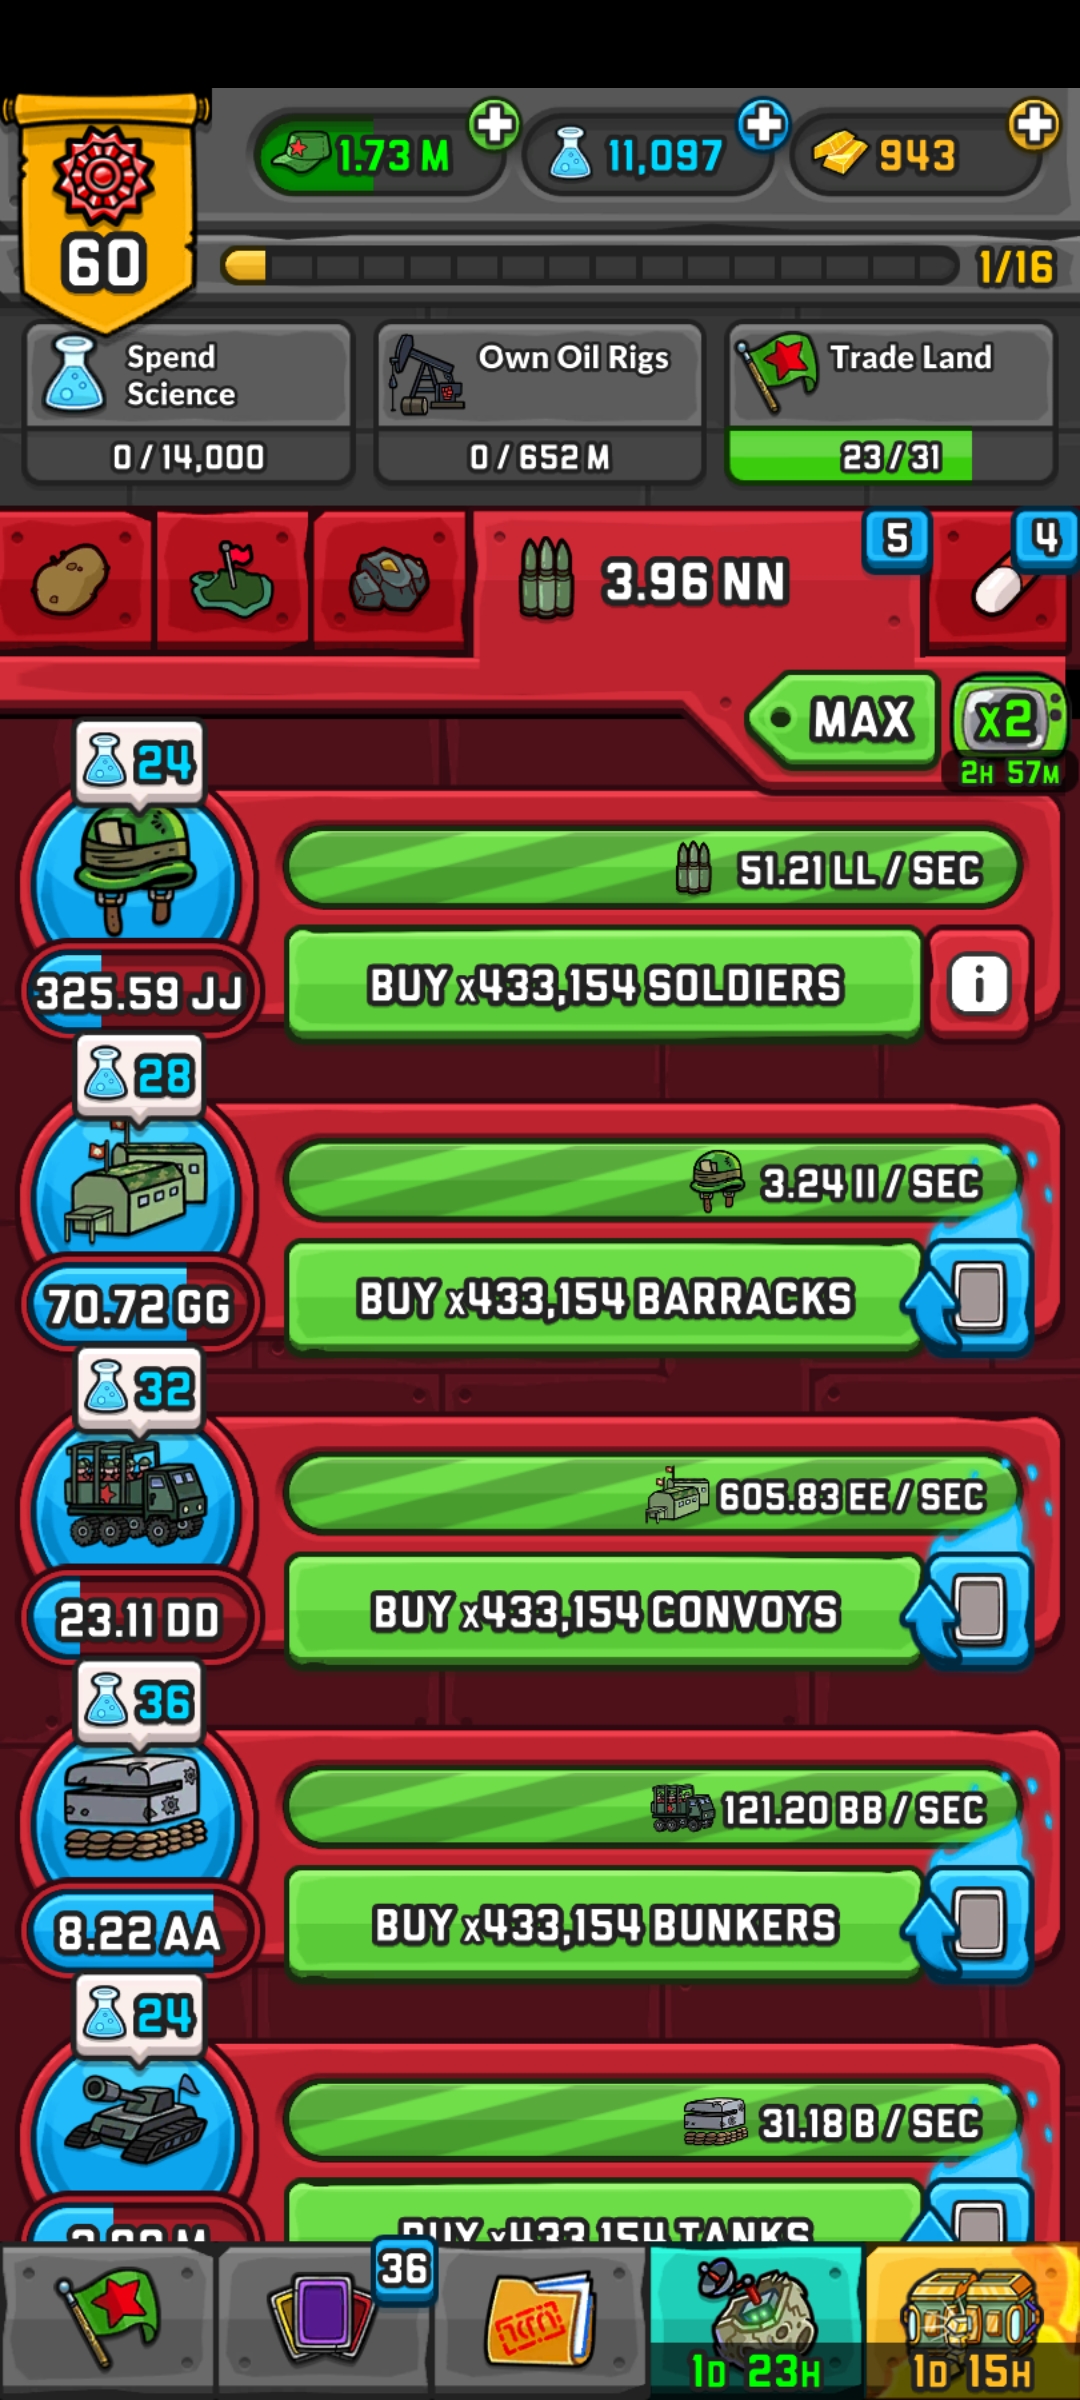 1.73 M
11,097
943
60
1/16
Spend
Science
Own Oil Rigs
Trade Land
0/14,000
0/652 M
23/31
3.96 NN
5
4
MAX
x2
2H 57M
24
51.21 LL/SEC
325.59 JJ
BUY x433,154 SOLDIERS
i
28
3.24 II/SEC
70.72 GG
BUY x433,154 BARRACKS
32
605.83 EE/SEC
23.11 DD
BUY x433,154 CONVOYS
36
121.20 BB/SEC
8.22 AA
BUY x433,154 BUNKERS
24
31.18 B/SEC
BUY x433,154 TANKS
36
1D 23H
1D 15H